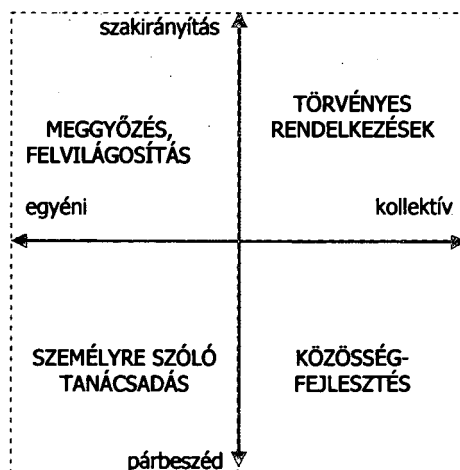 szakirányítás
MEGGYŐZÉS,
FELVILÁGOSÍTÁS
TÖRVÉNYES
RENDELKEZÉSEK
egyéni
kollektív
SZEMÉLYRE SZÓLÓ
TANÁCSADÁS
KÖZÖSSÉG-
FEJLESZTÉS
párbeszéd